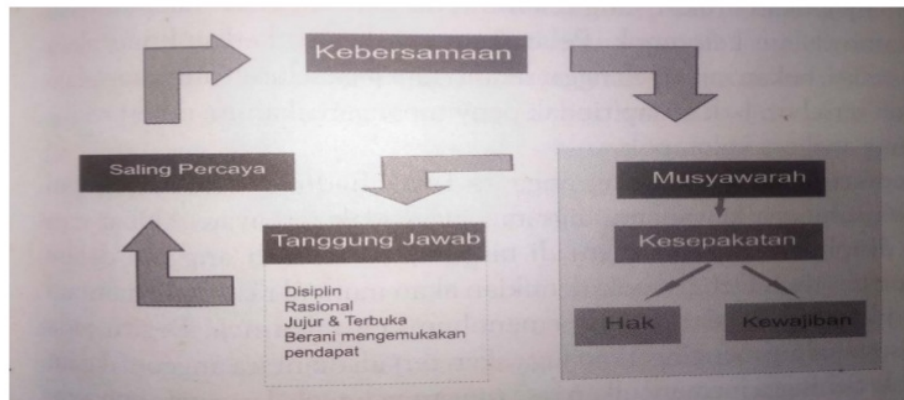 Kebersamaan
Saling Percaya
Musyawarah
Tanggung Jawab
Kesepakatan
Disiplin
Rasional
Jujur & Terbuka
Berani mengemukakan
pendapat
Hak
Kewajiban